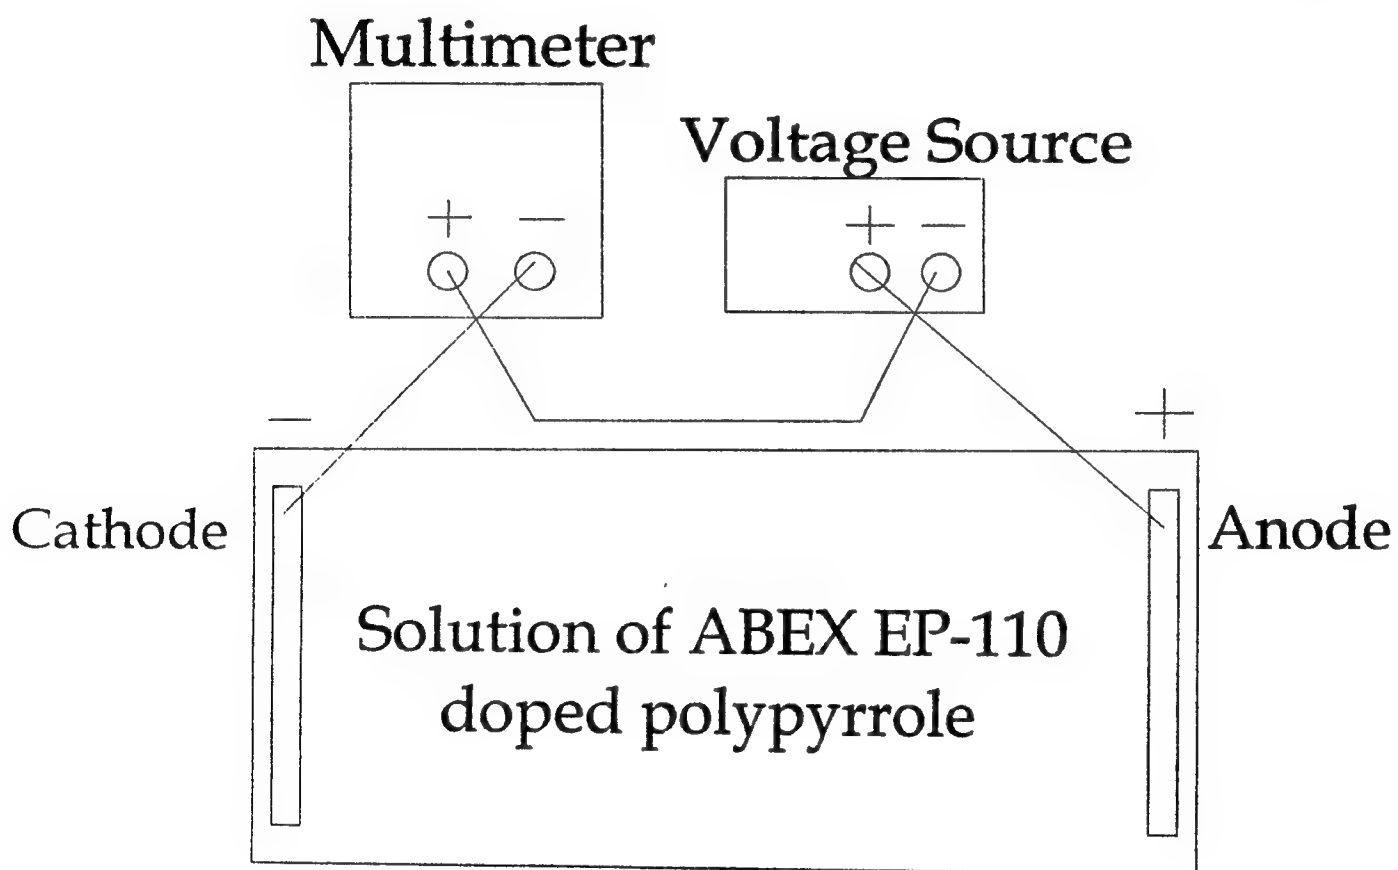 Multimeter
Voltage Source
+ −
+ −
− +
Cathode
Anode
Solution of ABEX EP-110
doped polypyrrole